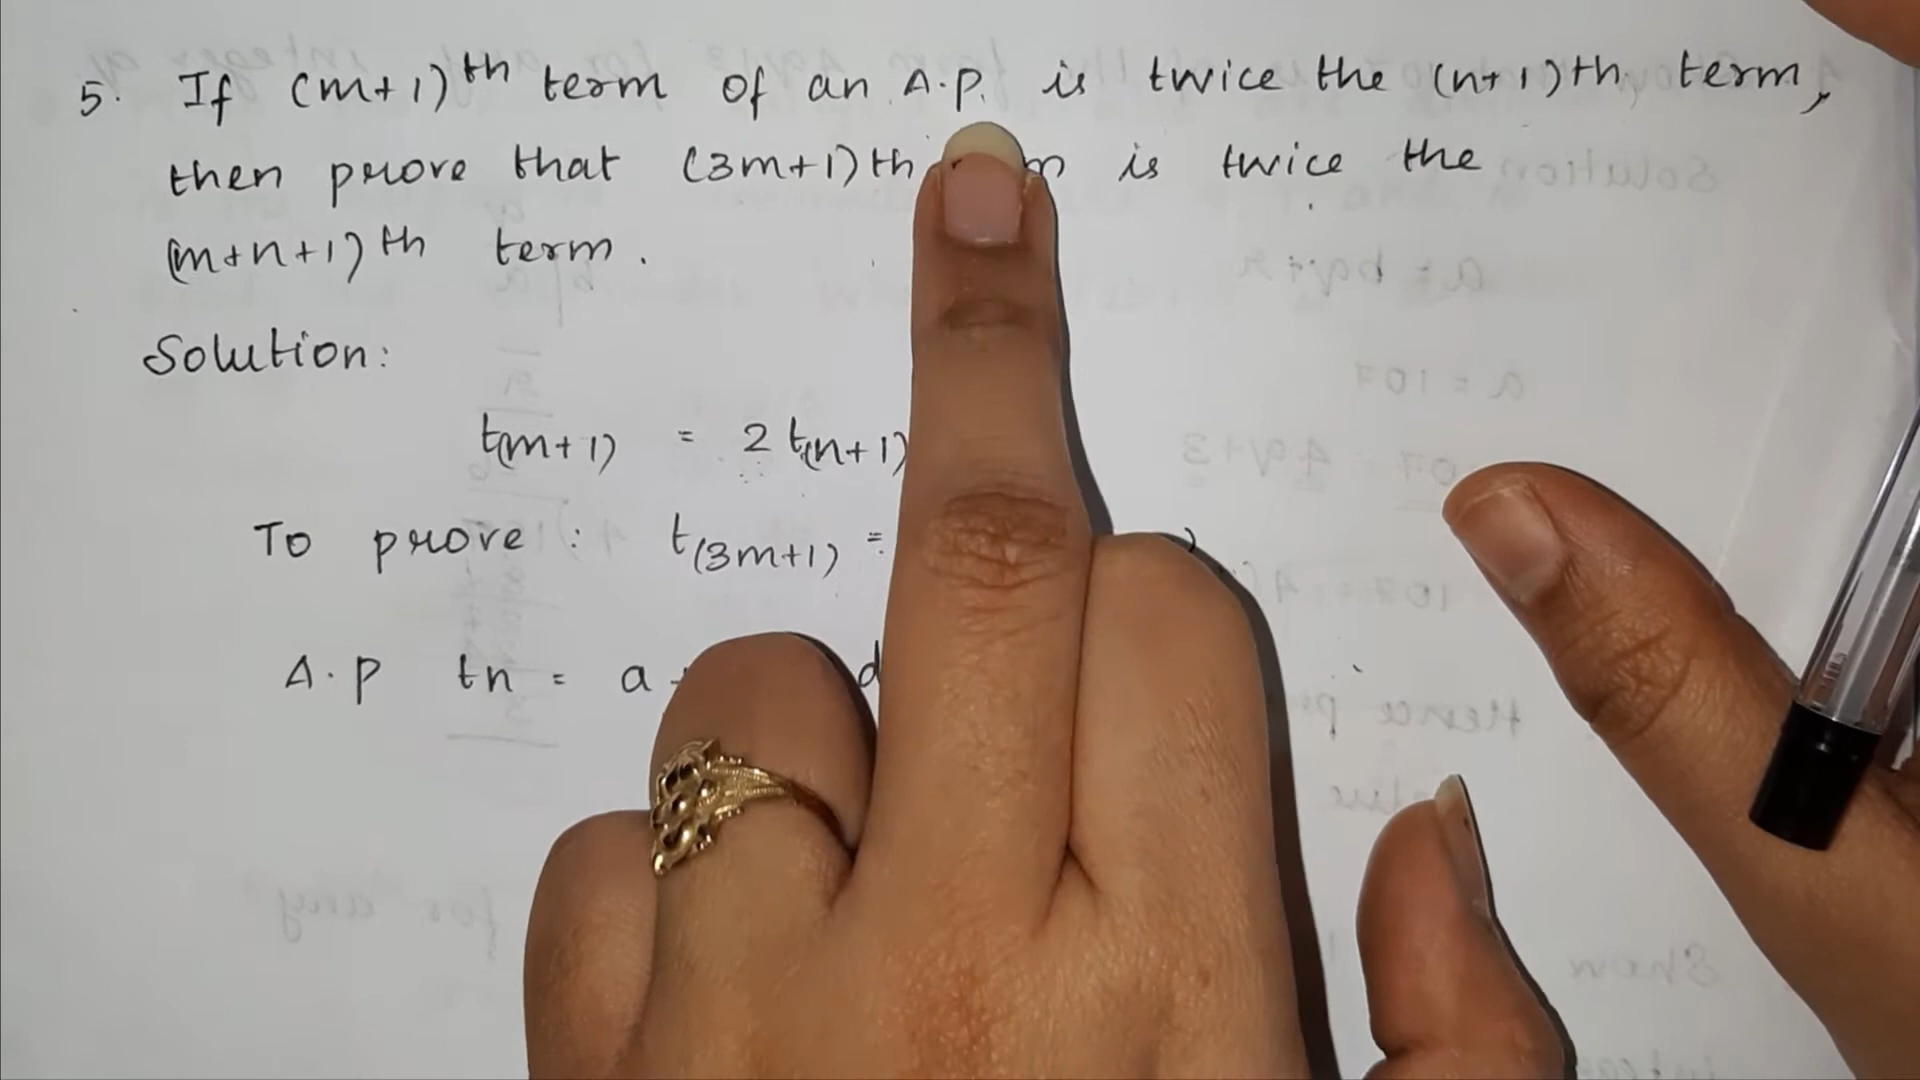 5. If (m+1)th term of an A.P. is twice the (n+1)th term,
then prove that (3m+1)th is twice the
(m+n+1)th term.
Solution:
t(m+1) = 2 t(n+1)
To prove : t(3m+1) =
A.P tn = a d